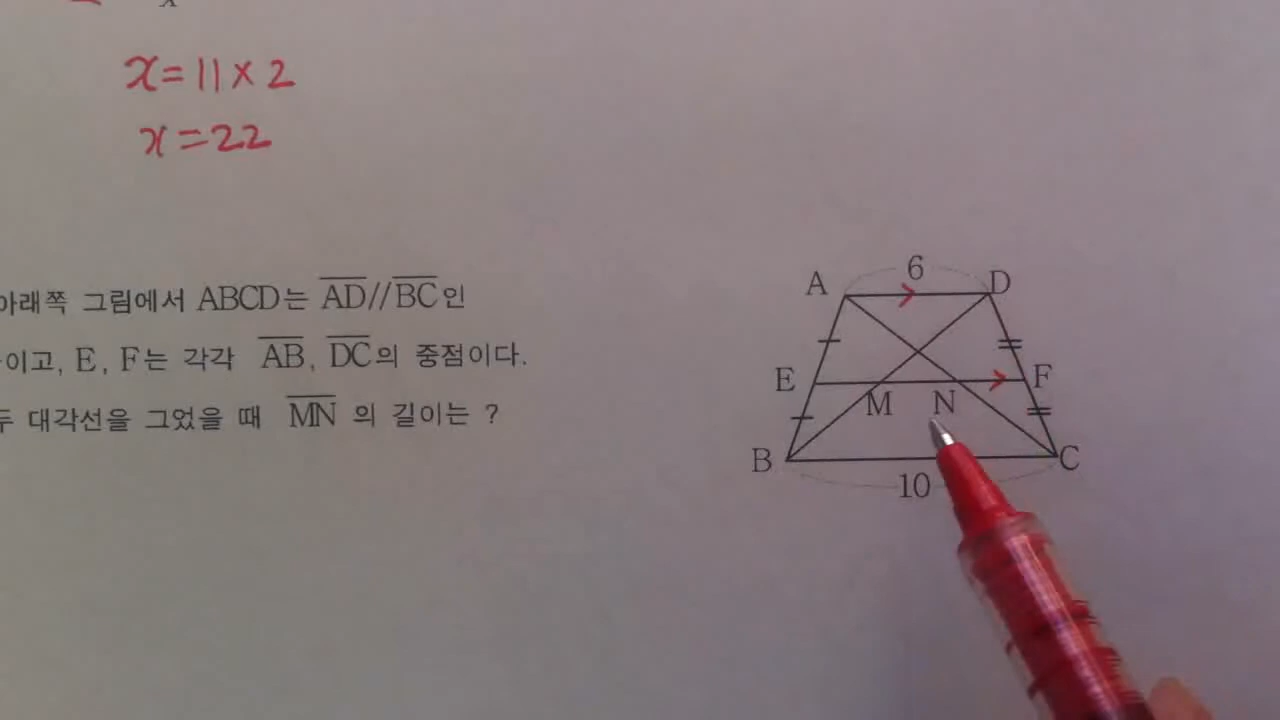 x=11×2
x=22
아래쪽 그림에서 ABCD는 AD//BC인
이고, E, F는 각각 AB, DC의 중점이다.
두 대각선을 그었을 때 MN 의 길이는 ?
6
A D
E F
M N
B C
10